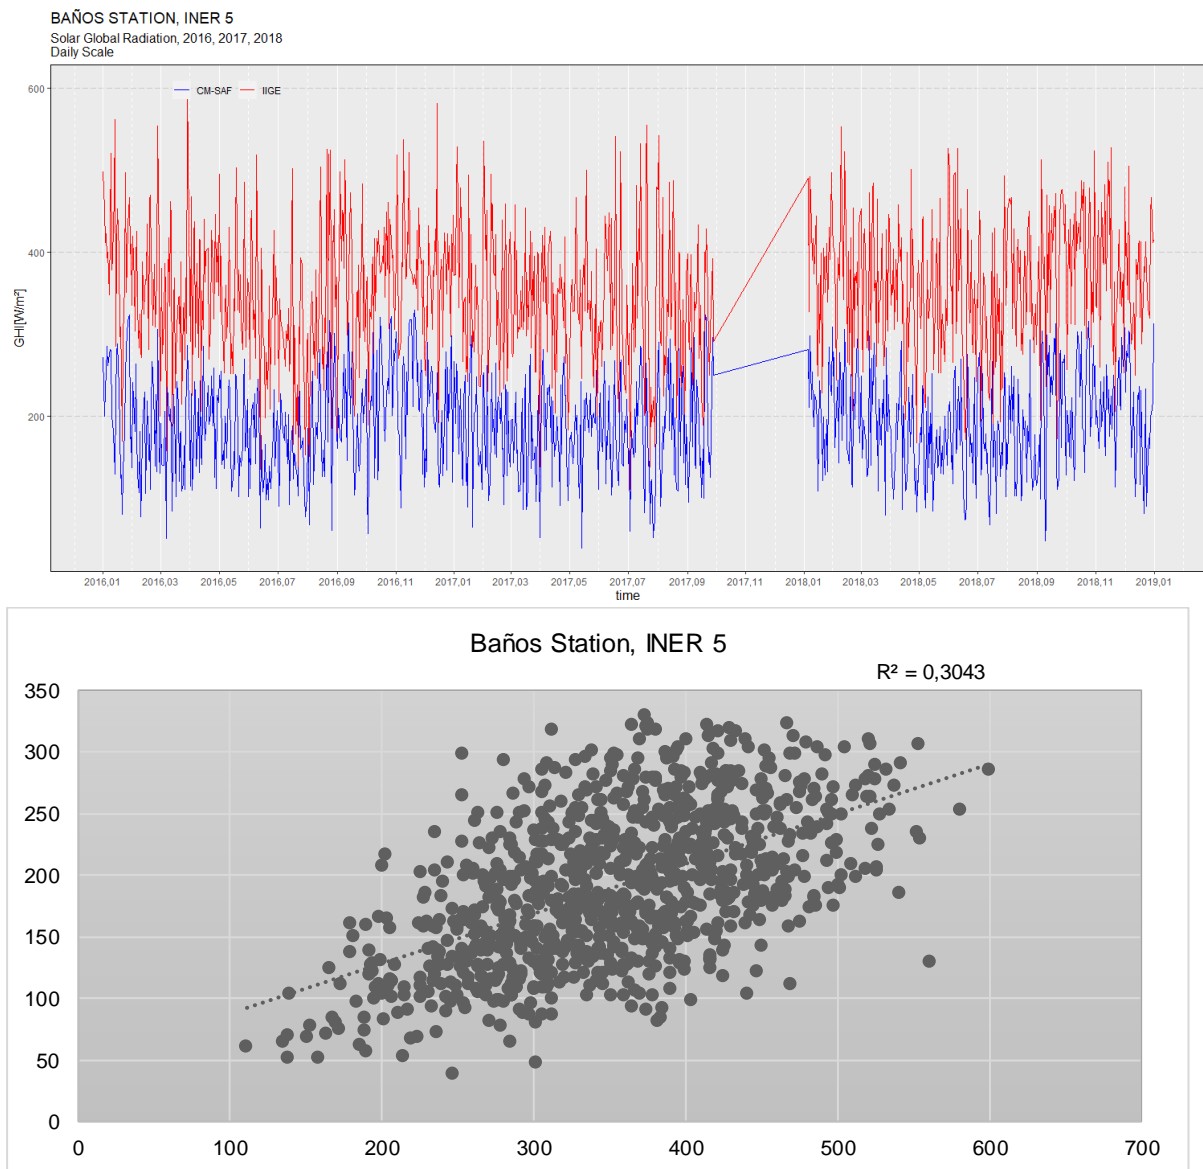 BAÑOS STATION, INER 5
Solar Global Radiation, 2016, 2017, 2018
Daily Scale
CM-SAF IIGE
600
400
200
GHI[W/m²]
2016,01 2016,03 2016,05 2016,07 2016,09 2016,11 2017,01 2017,03 2017,05 2017,07 2017,09 2017,11 2018,01 2018,03 2018,05 2018,07 2018,09 2018,11 2019,01
time
Baños Station, INER 5
R² = 0,3043
350
300
250
200
150
100
50
0
0 100 200 300 400 500 600 700